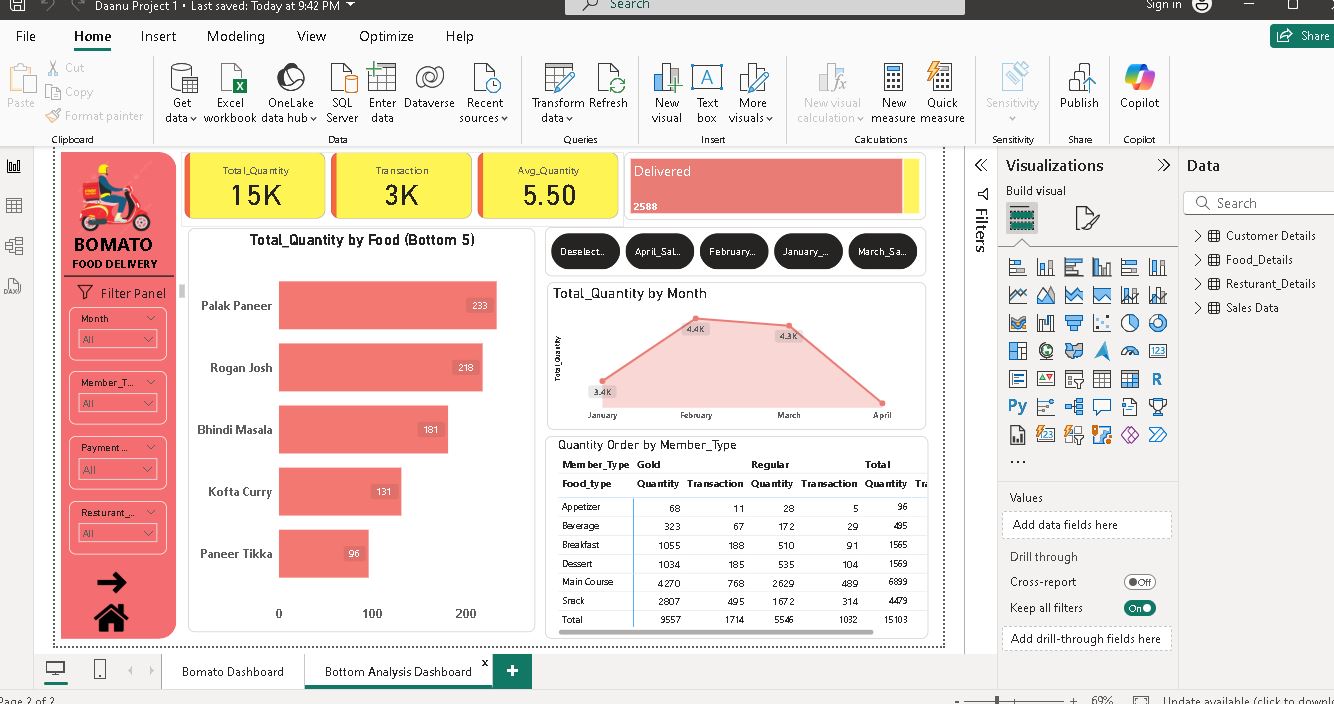 Daanu Project 1 • Last saved: Today at 9:42 PM
Search
Sign in
File Home Insert Modeling View Optimize Help
Share
Paste
Cut
Copy
Format painter
Clipboard
Get data
Excel workbook
OneLake data hub
SQL Server
Enter data
Dataverse
Recent sources
Data
Transform data
Refresh
Queries
New visual
Text box
More visuals
Insert
New visual calculation
New measure
Quick measure
Calculations
Sensitivity
Sensitivity
Publish
Share
Copilot
Copilot
BOMATO
FOOD DELIVERY
Filter Panel
Month
All
Member_T...
All
Payment ...
All
Resturant_...
All
Total_Quantity
15K
Transaction
3K
Avg_Quantity
5.50
Delivered
2588
Total_Quantity by Food (Bottom 5)
Palak Paneer 233
Rogan Josh 218
Bhindi Masala 181
Kofta Curry 131
Paneer Tikka 96
0 100 200
Deselect... April_Sal... February... January_... March_Sa...
Total_Quantity by Month
Total_Quantity
3.4K 4.4K 4.3K
January February March April
Quantity Order by Member_Type
Member_Type Gold Regular Total
Food_type Quantity Transaction Quantity Transaction Quantity Tra
Appetizer 68 11 28 5 96
Beverage 323 67 172 29 495
Breakfast 1055 188 510 91 1565
Dessert 1034 185 535 104 1569
Main Course 4270 768 2629 489 6899
Snack 2807 495 1672 314 4479
Total 9557 1714 5546 1032 15103
Filters
Visualizations
Build visual
123
R
Py
123
...
Values
Add data fields here
Drill through
Cross-report Off
Keep all filters On
Add drill-through fields here
Data
Search
Customer Details
Food_Details
Resturant_Details
Sales Data
DAX
Bomato Dashboard
Bottom Analysis Dashboard
x
+
Page 2 of 2
- + 69%
Update available (click to downlo